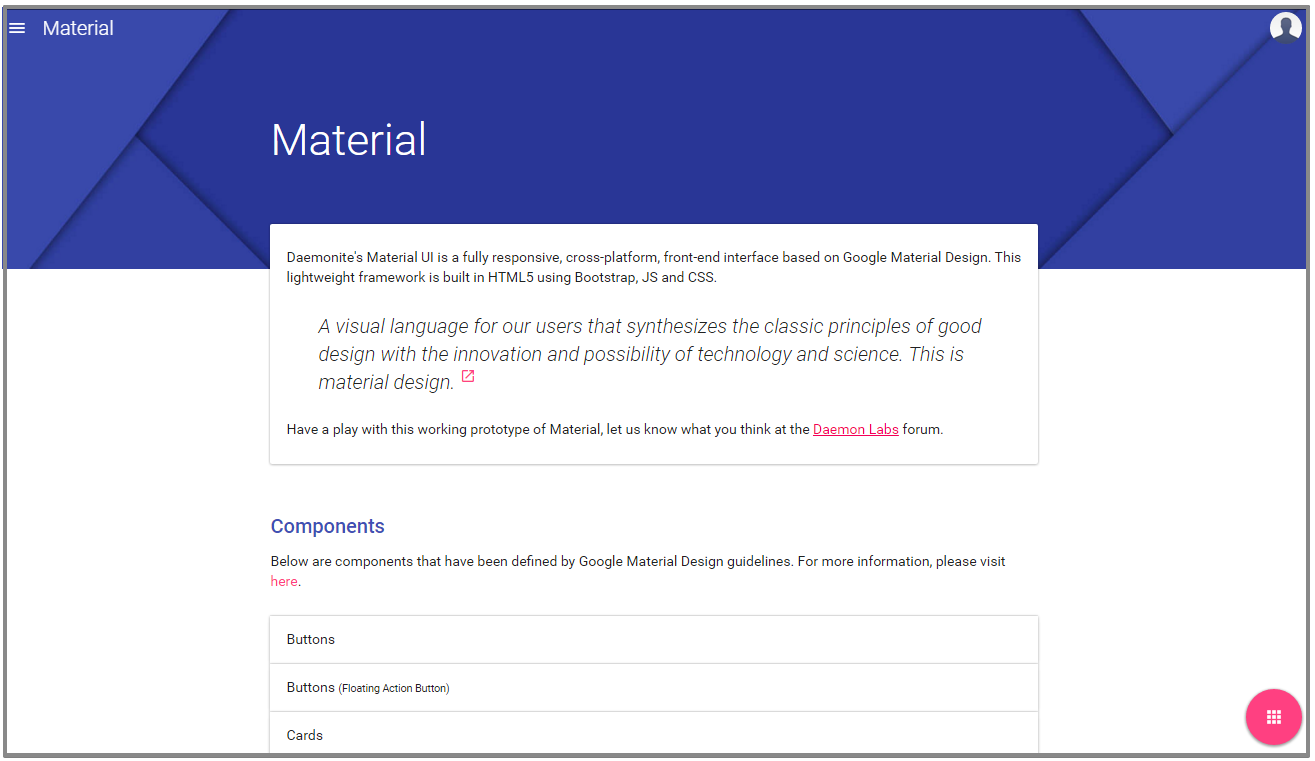 Material
Material
Daemonite's Material UI is a fully responsive, cross-platform, front-end interface based on Google Material Design. This
lightweight framework is built in HTML5 using Bootstrap, JS and CSS.
A visual language for our users that synthesizes the classic principles of good
design with the innovation and possibility of technology and science. This is
material design.
Have a play with this working prototype of Material, let us know what you think at the Daemon Labs forum.
Components
Below are components that have been defined by Google Material Design guidelines. For more information, please visit
here.
Buttons
Buttons (Floating Action Button)
Cards